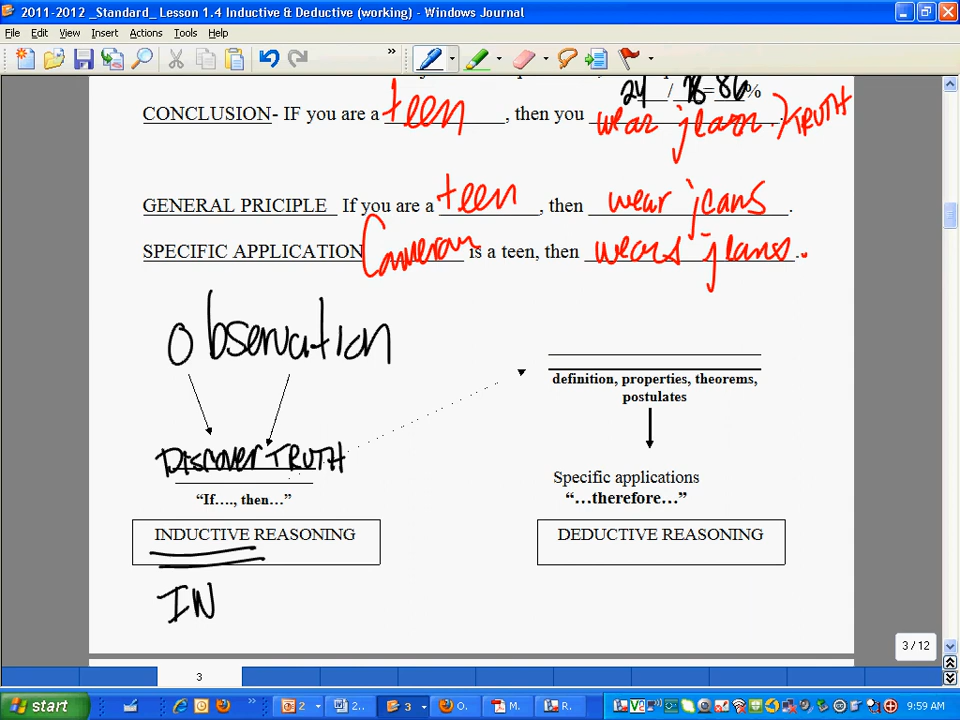 2011-2012 _Standard_ Lesson 1.4 Inductive & Deductive (working) - Windows Journal
File Edit View Insert Actions Tools Help
24 / 28 = 86 %
CONCLUSION- IF you are a teen, then you wear jeans. } TRUTH
GENERAL PRICIPLE If you are a teen, then wear jeans.
SPECIFIC APPLICATION Cameron is a teen, then wears jeans.
Observation
definition, properties, theorems,
postulates
Discover TRUTH
"If...., then..."
Specific applications
"...therefore..."
INDUCTIVE REASONING
DEDUCTIVE REASONING
IN
3 / 12
3
start
2
2..
3
O.
M.
R.
9:59 AM